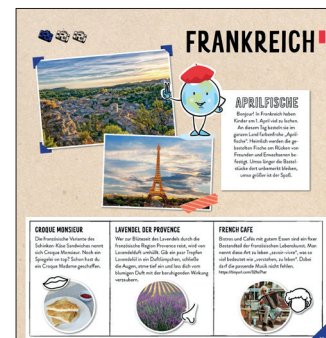 FRANKREICH
APRILFISCHE
Bonjour! In Frankreich haben
Kinder am 1. April viel zu lachen.
An diesem Tag basteln sie im
ganzen Land farbenfrohe „April-
fische“. Heimlich werden die ge-
bastelten Fische am Rücken von
Freunden und Erwachsenen be-
festigt. Umso länger die Bastel-
stücke dort unbemerkt bleiben,
umso größer ist der Spaß.
CROQUE MONSIEUR
Die französische Variante des
Schinken-Käse Sandwiches nennt
sich Croque Monsieur. Noch ein
Spiegelei on top? Schon hast du
ein Croque Madame geschaffen.
LAVENDEL DER PROVENCE
Wer zur Blütezeit des Lavendels durch die
französische Region Provence reist, wird von
Lavendelduft umhüllt. Gib ein paar Tropfen
Lavendelöl in ein Duftlämpchen, schließe
die Augen, atme tief ein und lass dich vom
blumigen Duft mit der beruhigenden Wirkung
verzaubern.
FRENCH CAFE
Bistros und Cafés mit gutem Essen sind ein fixer
Bestandteil der französischen Lebenskunst. Man
nennt diese Art zu leben „savoir-vivre“, was so
viel bedeutet wie „verstehen, zu leben“. Dabei
darf die passende Musik nicht fehlen.